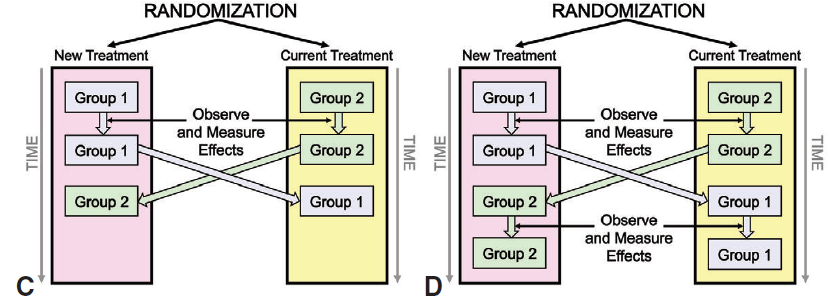 RANDOMIZATION
New Treatment
Current Treatment
Group 1
Group 2
Observe
and Measure
Effects
Group 1
Group 2
Group 2
Group 1
TIME
TIME
C
RANDOMIZATION
New Treatment
Current Treatment
Group 1
Group 2
Observe
and Measure
Effects
Group 1
Group 2
Group 2
Group 1
Observe
and Measure
Effects
Group 2
Group 1
TIME
TIME
D